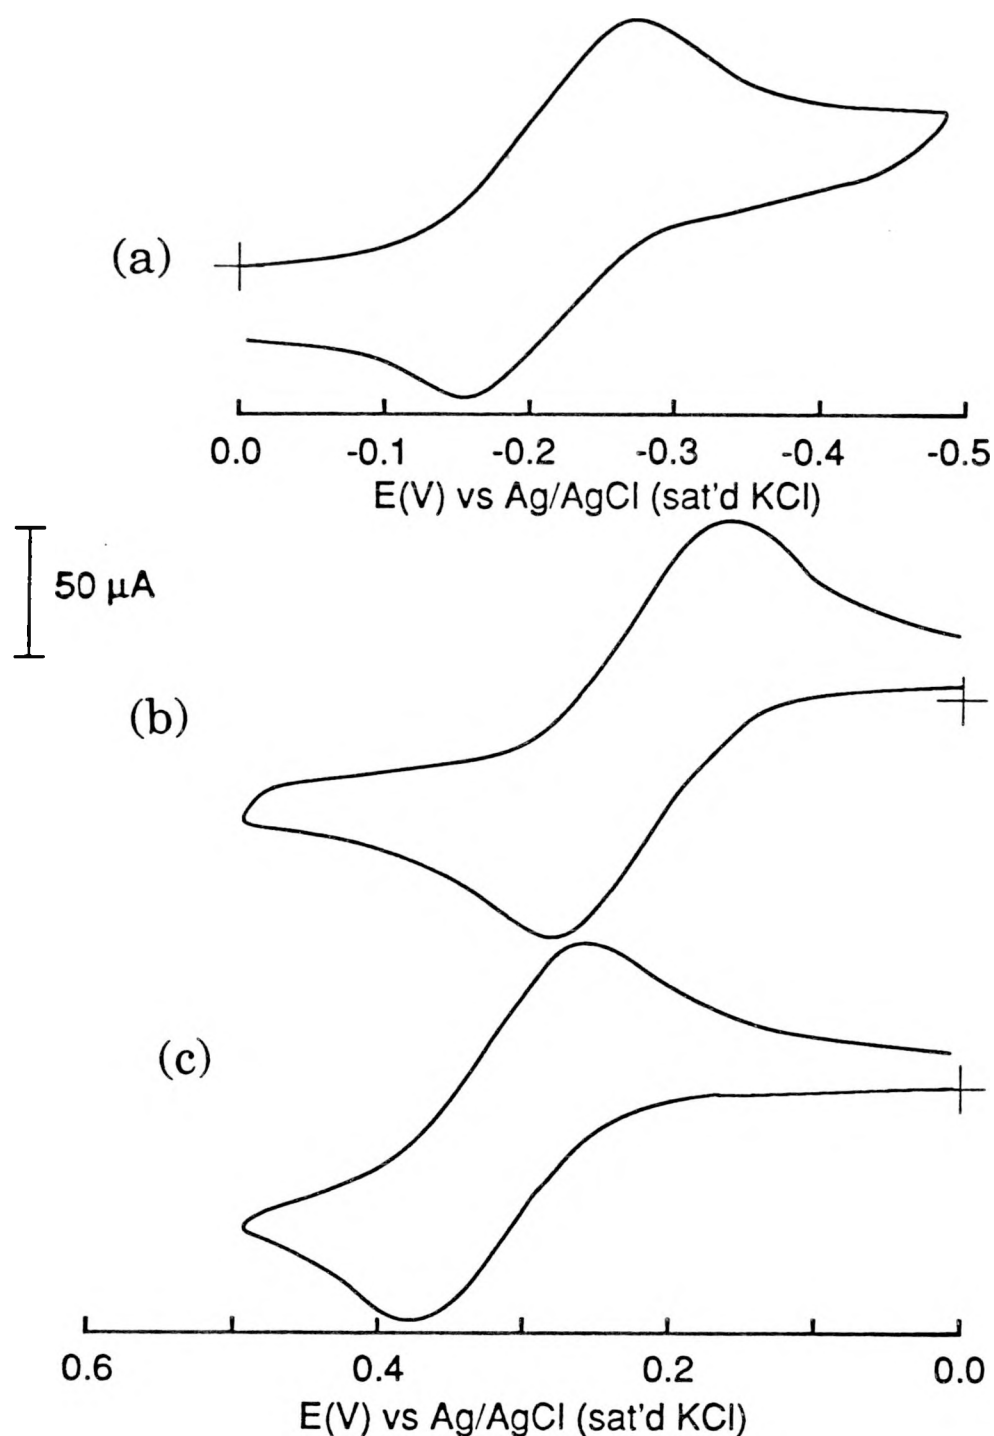 (a)
0.0 -0.1 -0.2 -0.3 -0.4 -0.5
E(V) vs Ag/AgCl (sat'd KCl)
50 μA
(b)
(c)
0.6 0.4 0.2 0.0
E(V) vs Ag/AgCl (sat'd KCl)